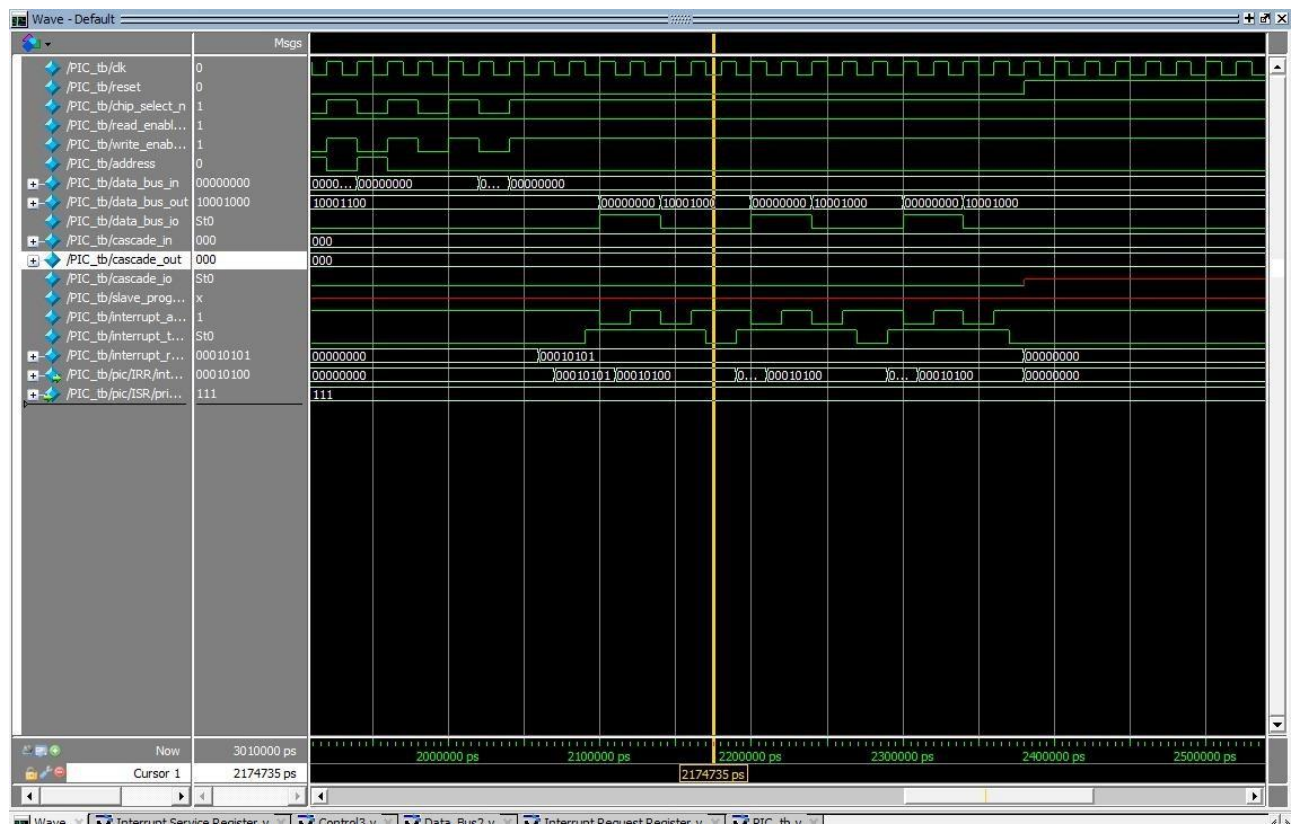 Wave - Default
Msgs
/PIC_tb/clk 0
/PIC_tb/reset 0
/PIC_tb/chip_select_n 1
/PIC_tb/read_enabl... 1
/PIC_tb/write_enab... 1
/PIC_tb/address 0
/PIC_tb/data_bus_in 00000000 0000... 00000000 0... 00000000
/PIC_tb/data_bus_out 10001000 10001100 00000000 10001000 00000000 10001000 00000000 10001000
/PIC_tb/data_bus_io St0
/PIC_tb/cascade_in 000 000
/PIC_tb/cascade_out 000 000
/PIC_tb/cascade_io St0
/PIC_tb/slave_prog... x
/PIC_tb/interrupt_a... 1
/PIC_tb/interrupt_t... St0
/PIC_tb/interrupt_r... 00010101 00000000 00010101 00000000
/PIC_tb/pic/IRR/int... 00010100 00000000 00010101 00010100 0... 00010100 0... 00010100 00000000
/PIC_tb/pic/ISR/pri... 111 111
Now 3010000 ps 2000000 ps 2100000 ps 2200000 ps 2300000 ps 2400000 ps 2500000 ps
Cursor 1 2174735 ps 2174735 ps
Wave Interrupt Service Register.v Control3.v Data_Bus2.v Interrupt Request Register.v PIC_tb.v